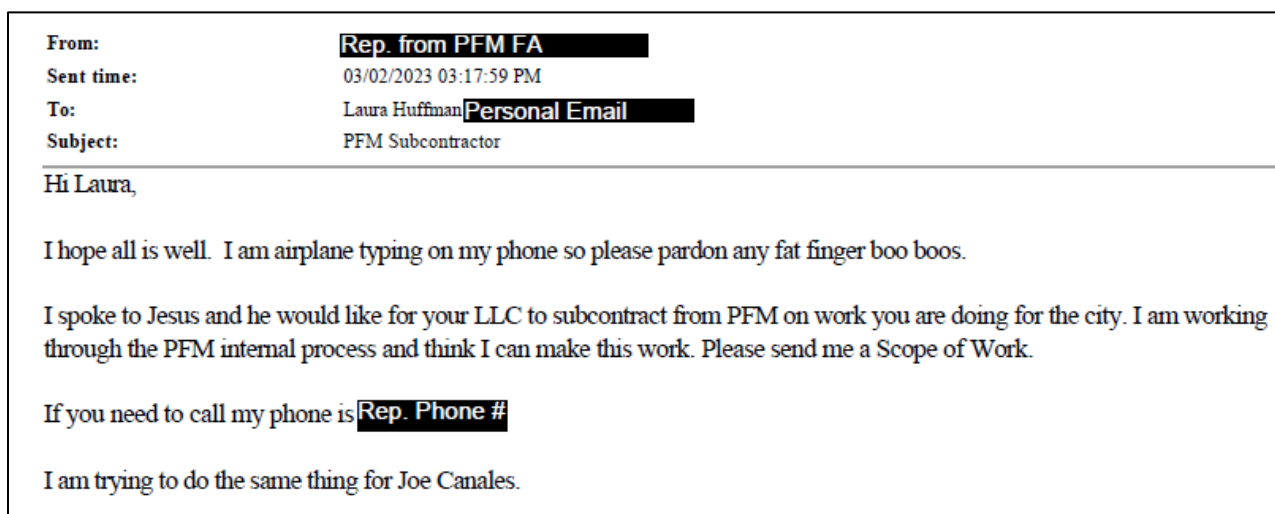 From: Rep. from PFM FA
Sent time: 03/02/2023 03:17:59 PM
To: Laura Huffman Personal Email
Subject: PFM Subcontractor
Hi Laura,
I hope all is well. I am airplane typing on my phone so please pardon any fat finger boo boos.
I spoke to Jesus and he would like for your LLC to subcontract from PFM on work you are doing for the city. I am working
through the PFM internal process and think I can make this work. Please send me a Scope of Work.
If you need to call my phone is Rep. Phone #
I am trying to do the same thing for Joe Canales.